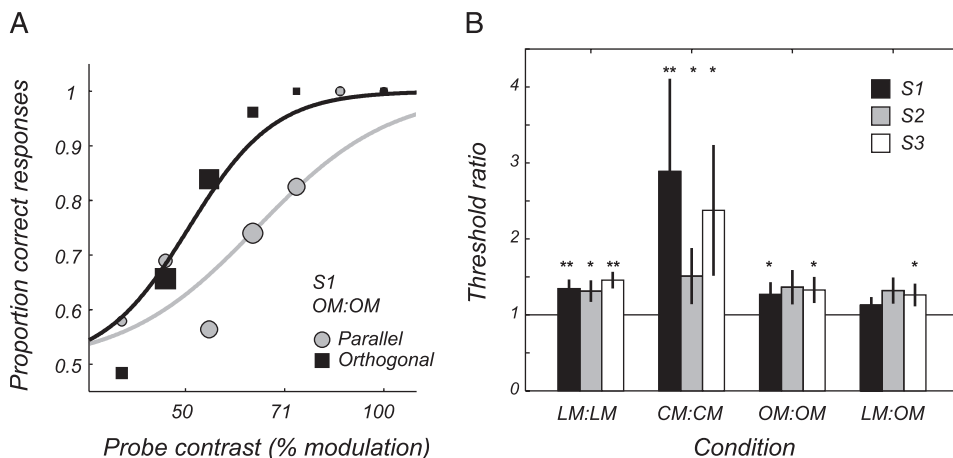 A
Proportion correct responses
1
0.9
0.8
0.7
0.6
0.5
S1
OM:OM
Parallel
Orthogonal
50
71
100
Probe contrast (% modulation)
B
Threshold ratio
4
3
2
1
0
** * *
S1
S2
S3
** * **
* *
*
LM:LM
CM:CM
OM:OM
LM:OM
Condition